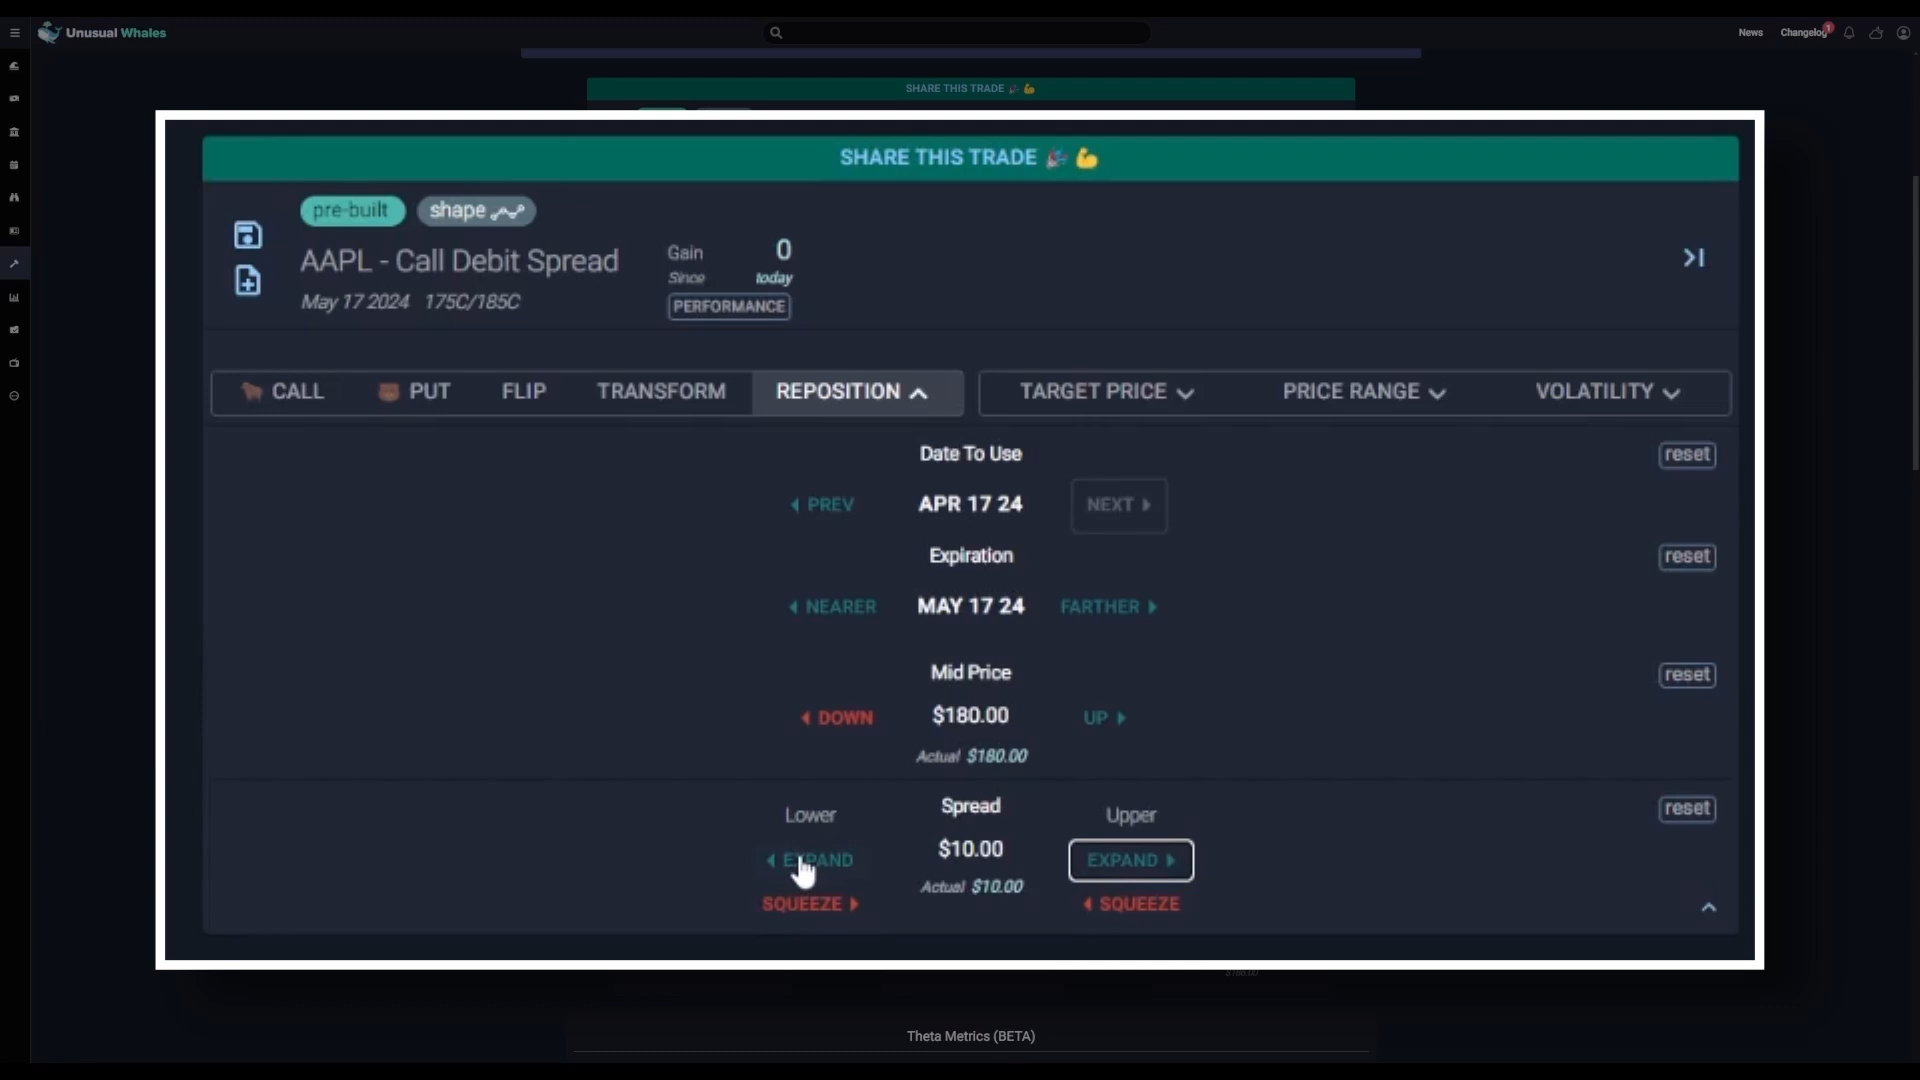 Unusual Whales
News
Changelog
1
SHARE THIS TRADE
SHARE THIS TRADE
pre-built
shape
AAPL - Call Debit Spread
May 17 2024 175C/185C
Gain 0
Since today
PERFORMANCE
CALL
PUT
FLIP
TRANSFORM
REPOSITION
TARGET PRICE
PRICE RANGE
VOLATILITY
Date To Use
reset
PREV
APR 17 24
NEXT
Expiration
reset
NEARER
MAY 17 24
FARTHER
Mid Price
reset
DOWN
$180.00
UP
Actual $180.00
Lower
Spread
Upper
reset
EXPAND
$10.00
EXPAND
Actual $10.00
SQUEEZE
SQUEEZE
Theta Metrics (BETA)